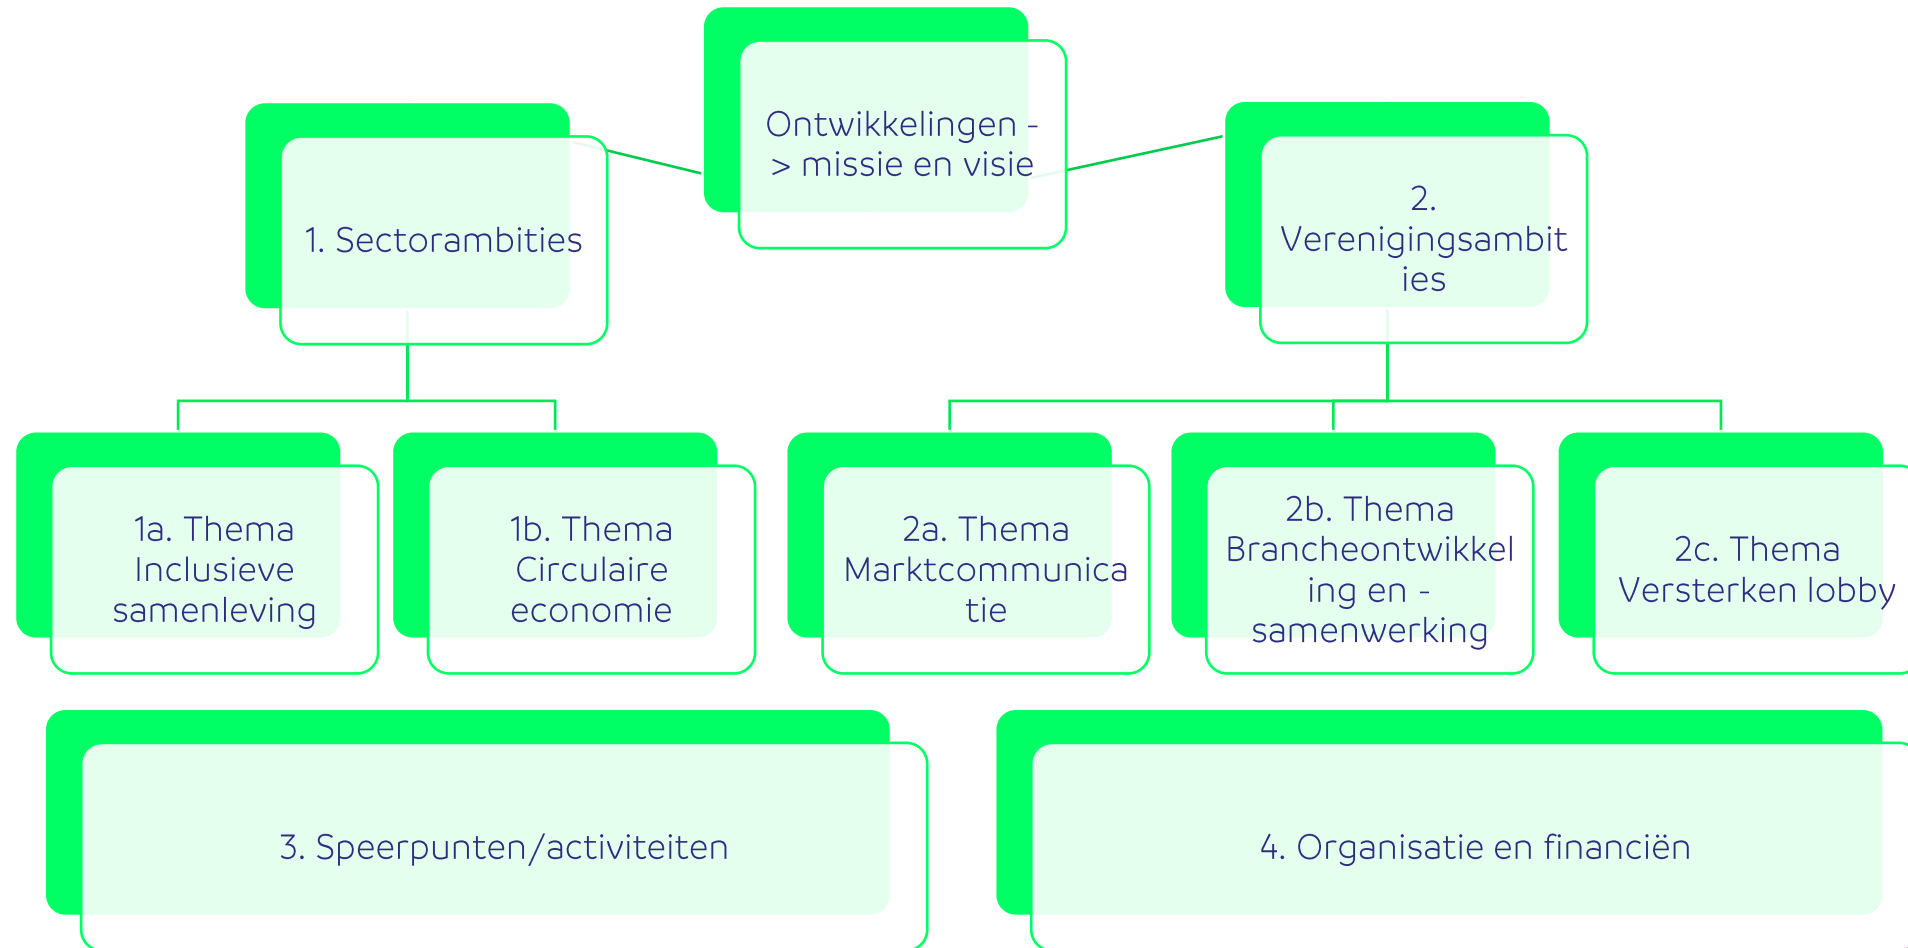 Ontwikkelingen -
> missie en visie
1. Sectorambities
2.
Verenigingsambit
ies
1a. Thema
Inclusieve
samenleving
1b. Thema
Circulaire
economie
2a. Thema
Marktcommunica
tie
2b. Thema
Brancheontwikkel
ing en -
samenwerking
2c. Thema
Versterken lobby
3. Speerpunten/activiteiten
4. Organisatie en financiën